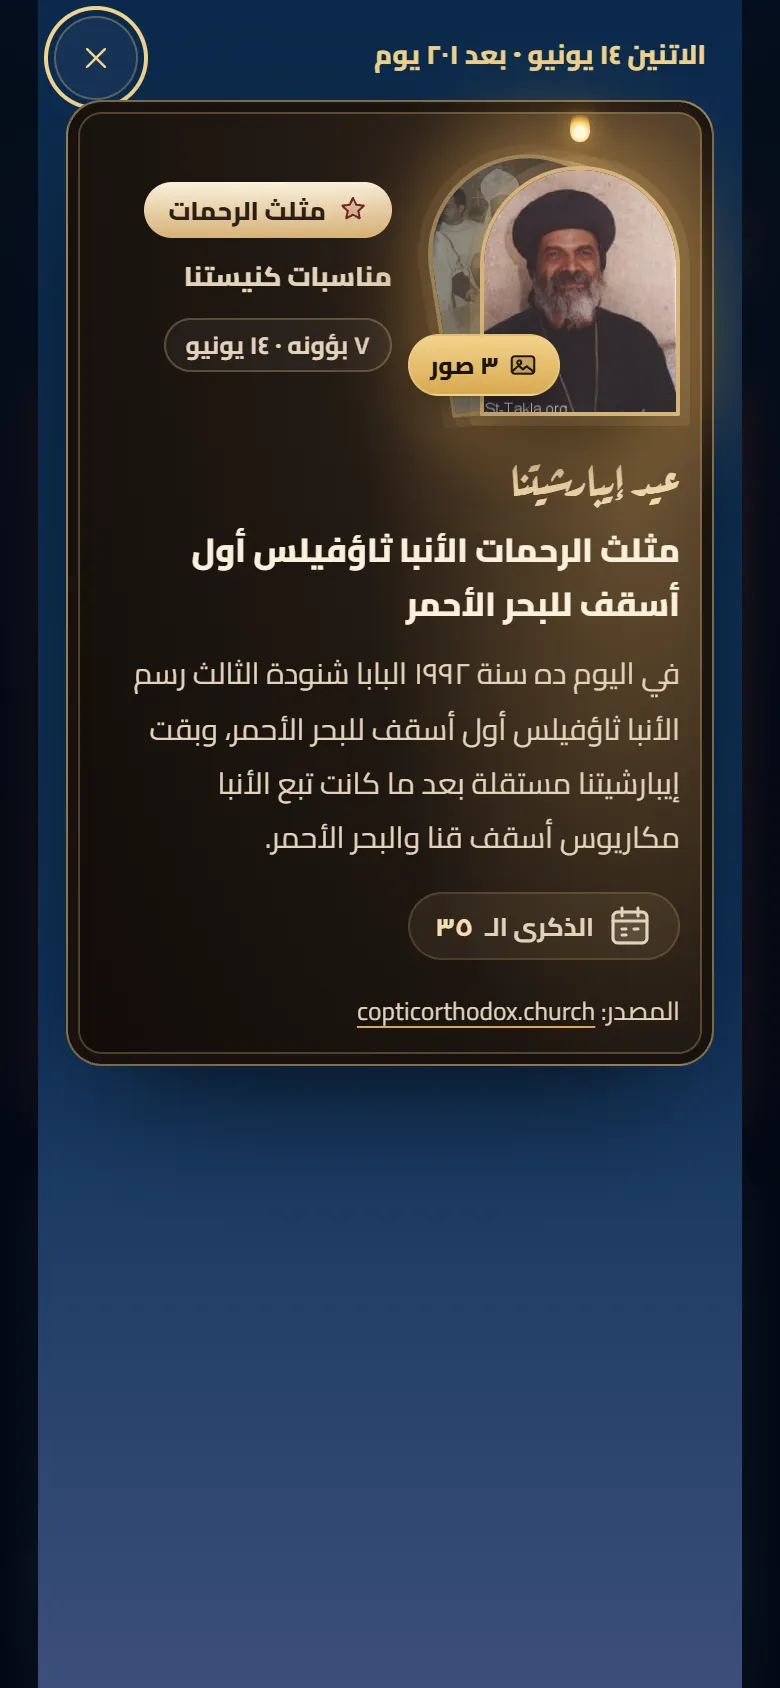 الاتنين ١٤ يونيو • بعد ٢٠١ يوم
مثلث الرحمات
مناسبات كنيستنا
٧ بؤونه • ١٤ يونيو
٣ صور
St-Takla.org
عيد إيبارشيتنا
مثلث الرحمات الأنبا ثاؤفيلس أول
أسقف للبحر الأحمر
في اليوم ده سنة ١٩٩٢ البابا شنودة الثالث رسم
الأنبا ثاؤفيلس أول أسقف للبحر الأحمر، وبقت
إيبارشيتنا مستقلة بعد ما كانت تبع الأنبا
مكاريوس أسقف قنا والبحر الأحمر.
الذكرى الـ ٣٥
المصدر: copticorthodox.church